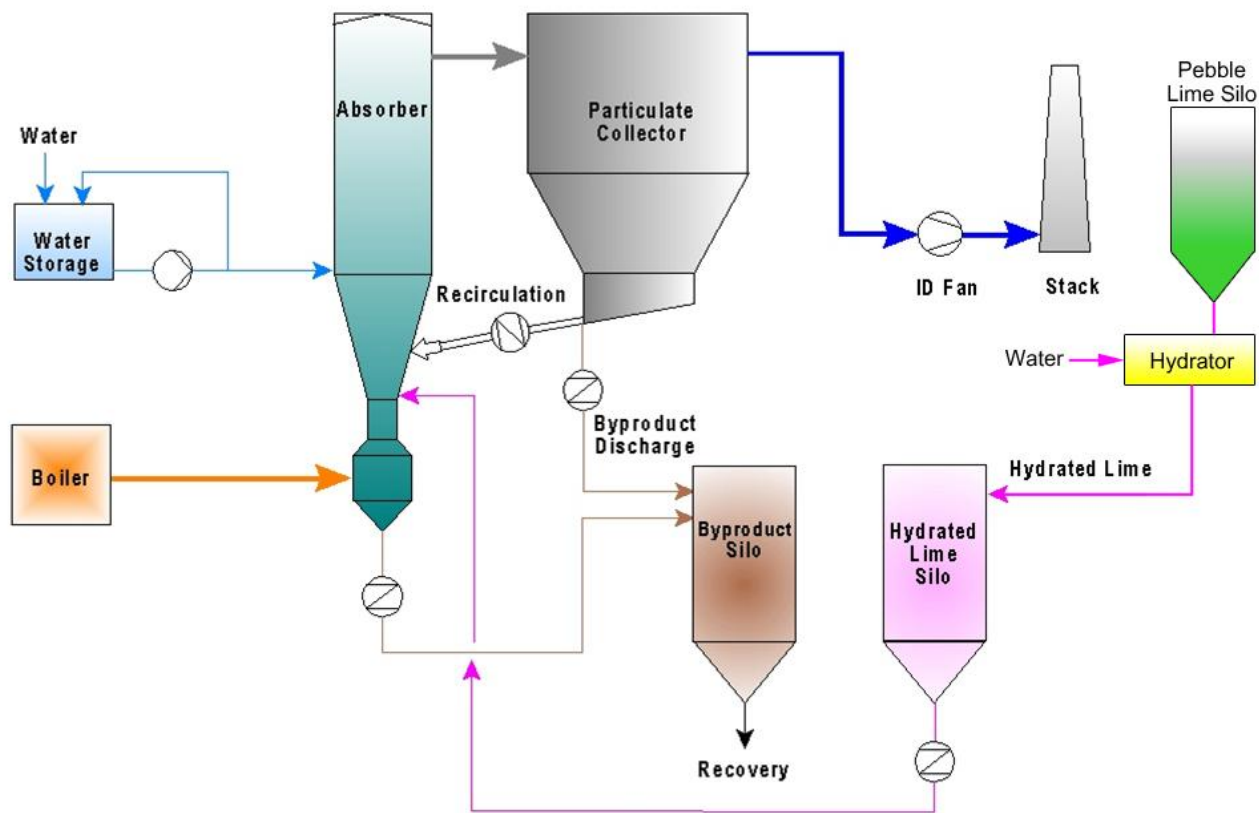 Pebble
Lime Silo
Absorber
Particulate
Collector
Water
Water
Storage
Recirculation
ID Fan
Stack
Water
Hydrator
Byproduct
Discharge
Boiler
Hydrated Lime
Byproduct
Silo
Hydrated
Lime
Silo
Recovery